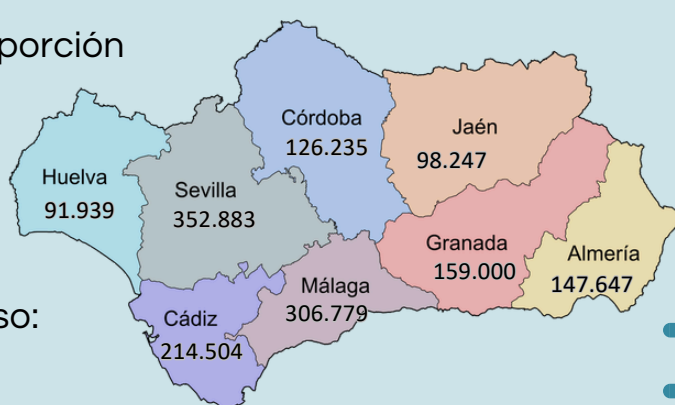 porción
Córdoba
126.235
Jaén
98.247
Huelva
91.939
Sevilla
352.883
Granada
159.000
Almería
147.647
Málaga
306.779
so:
Cádiz
214.504